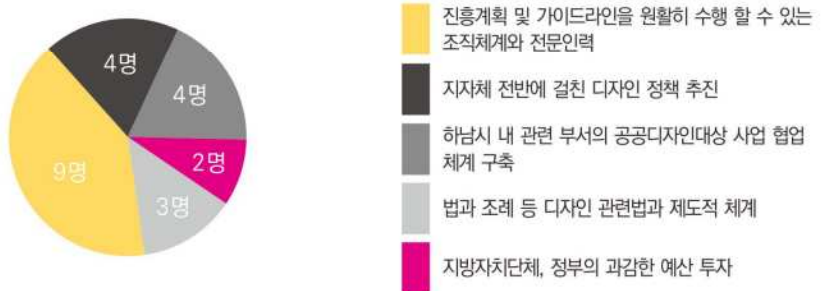 4명
4명
2명
3명
9명
진흥계획 및 가이드라인을 원활히 수행 할 수 있는
조직체계와 전문인력
지자체 전반에 걸친 디자인 정책 추진
하남시 내 관련 부서의 공공디자인대상 사업 협업
체계 구축
법과 조례 등 디자인 관련법과 제도적 체계
지방자치단체, 정부의 과감한 예산 투자